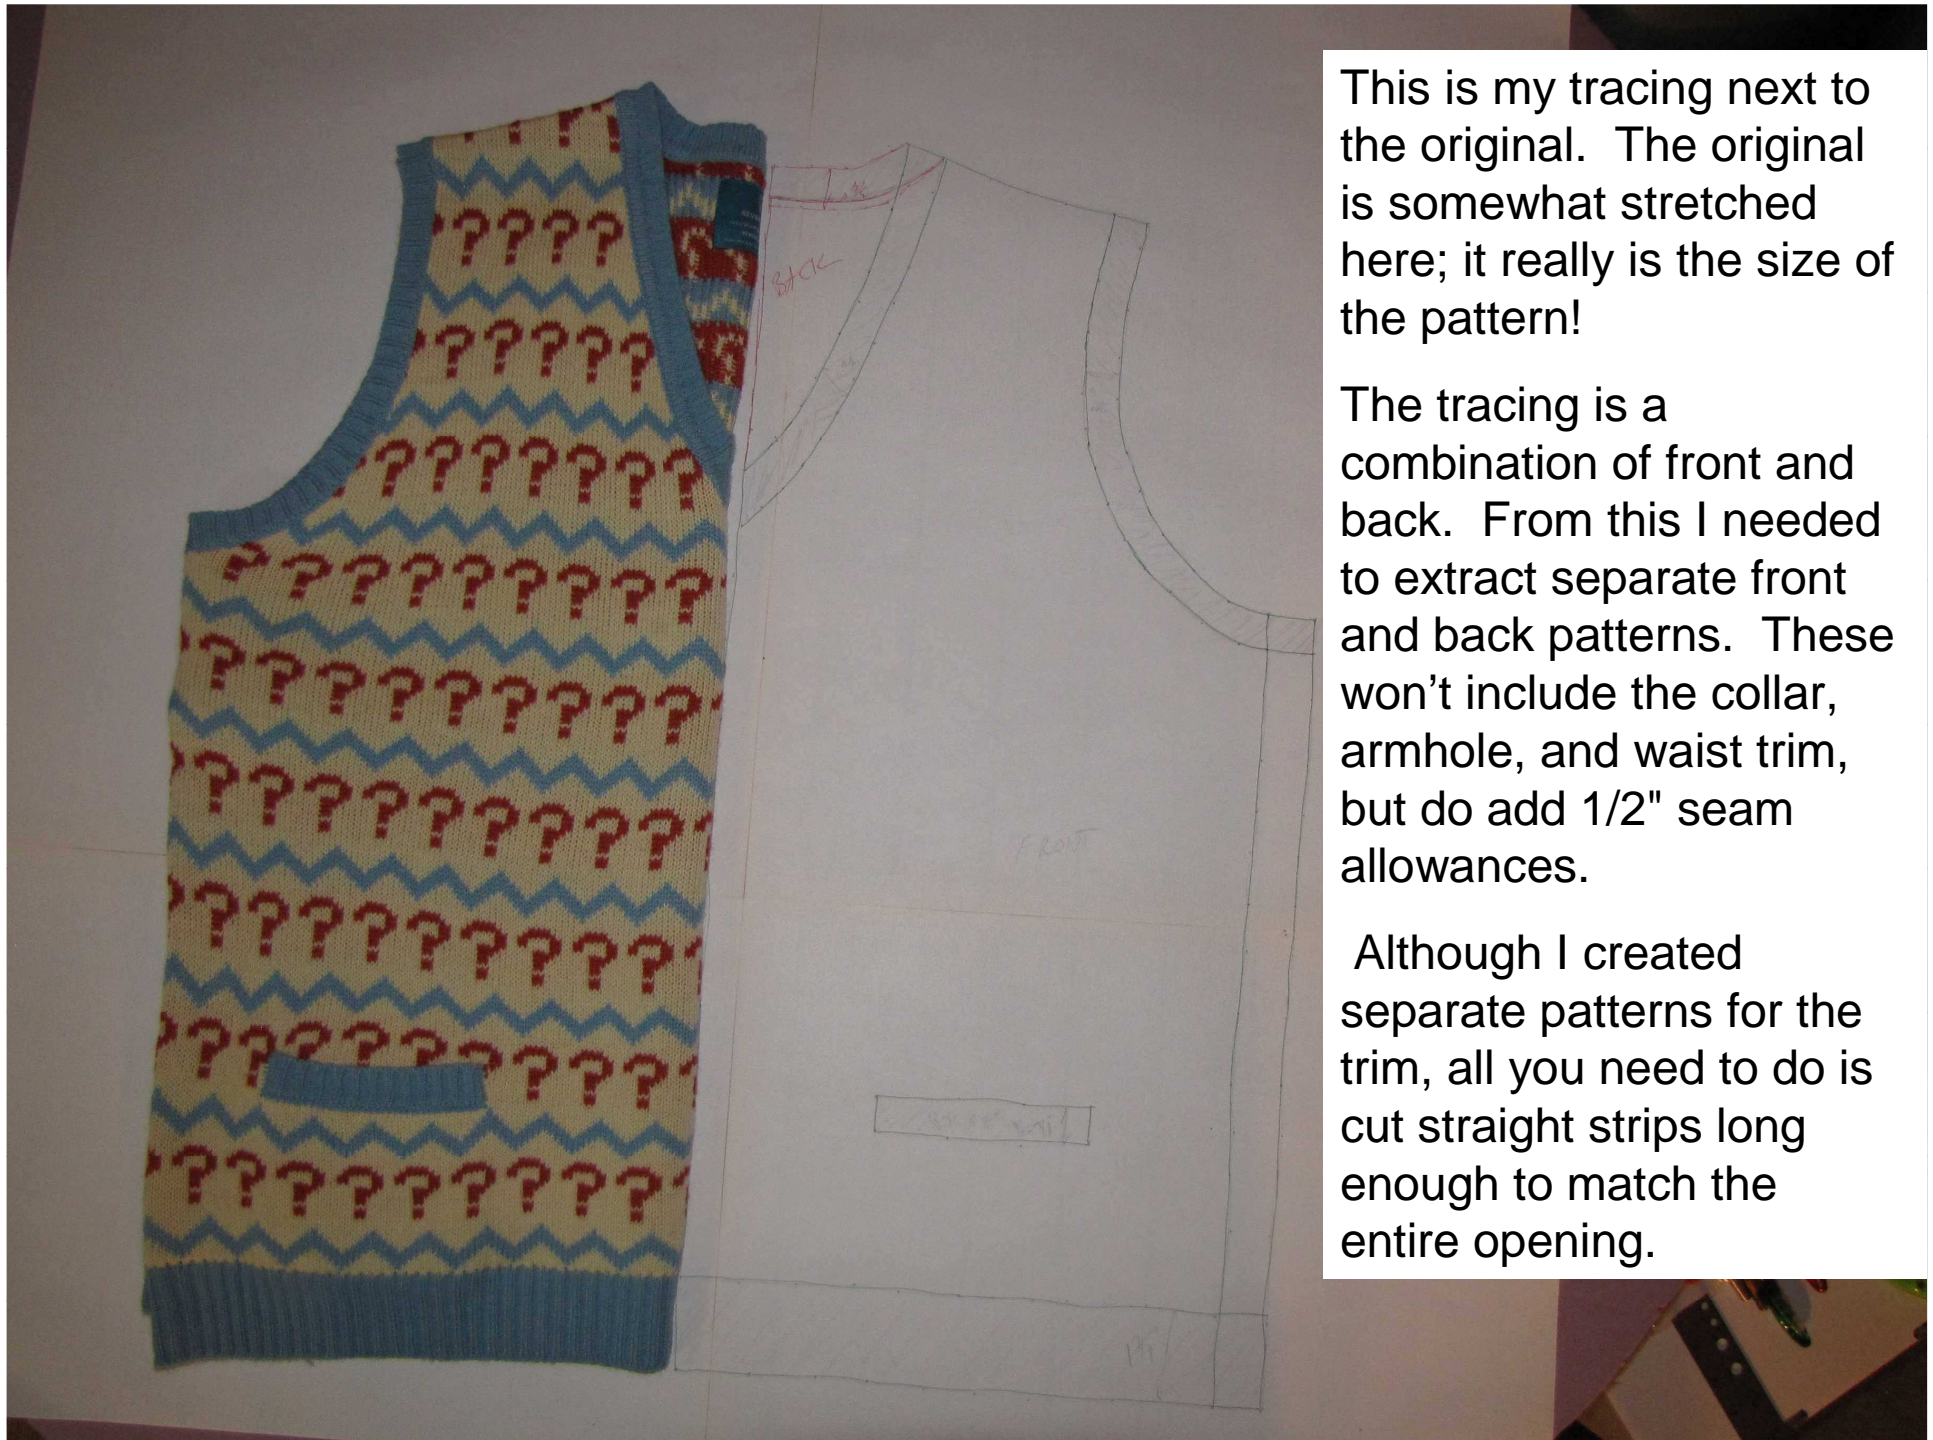 This is my tracing next to
the original.  The original
is somewhat stretched
here; it really is the size of
the pattern!
The tracing is a
combination of front and
back.  From this I needed
to extract separate front
and back patterns.  These
won’t include the collar,
armhole, and waist trim,
but do add 1/2" seam
allowances.
Although I created
separate patterns for the
trim, all you need to do is
cut straight strips long
enough to match the
entire opening.
BACK
FRONT